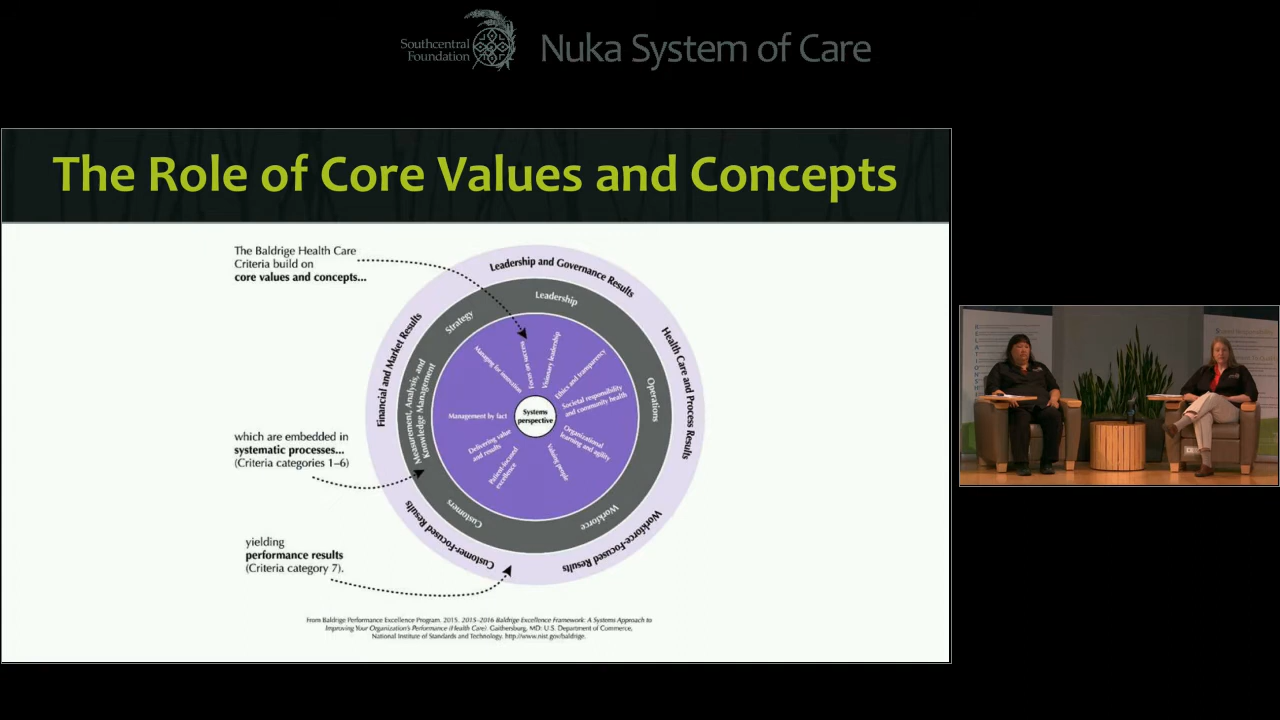 Southcentral
Foundation
Nuka System of Care
The Role of Core Values and Concepts
The Baldrige Health Care
Criteria build on
core values and concepts...
which are embedded in
systematic processes...
(Criteria categories 1–6)
yielding
performance results
(Criteria category 7).
Leadership and Governance Results
Health Care and Process Results
Workforce-Focused Results
Customer-Focused Results
Financial and Market Results
Leadership
Operations
Workforce
Customers
Measurement, Analysis, and
Knowledge Management
Strategy
Focus on success
Visionary leadership
Ethics and transparency
Societal responsibility
and community health
Organizational
learning and agility
Valuing people
Patient-focused
excellence
Delivering value
and results
Management by fact
Managing for innovation
Systems
perspective
From Baldrige Performance Excellence Program. 2015. 2015–2016 Baldrige Excellence Framework: A Systems Approach to
Improving Your Organization's Performance (Health Care). Gaithersburg, MD: U.S. Department of Commerce,
National Institute of Standards and Technology. http://www.nist.gov/baldrige.
Shared Responsibility